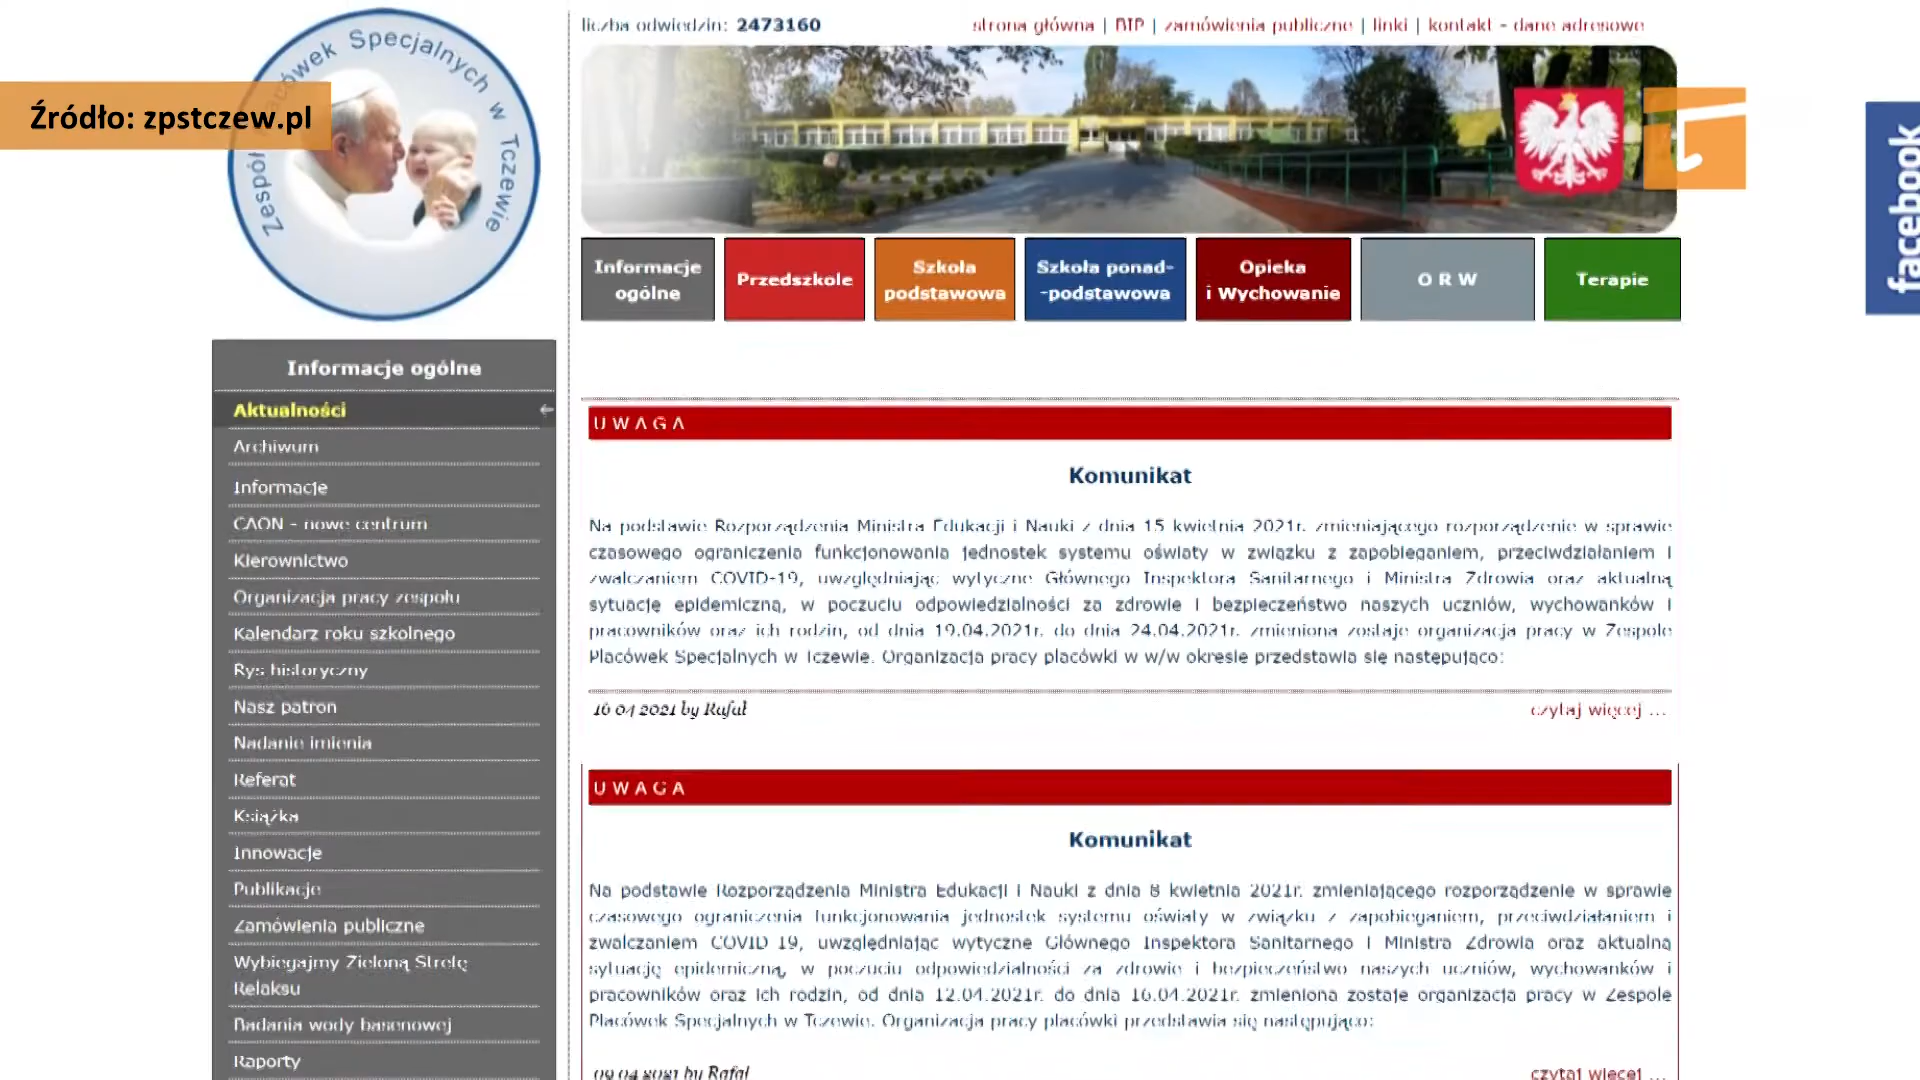 liczba odwiedzin: 2473160
strona główna | BIP | zamówienia publiczne | linki | kontakt - dane adresowe
Zespół Placówek Specjalnych w Tczewie
Źródło: zpstczew.pl
facebook
Informacje ogólne
Przedszkole
Szkoła podstawowa
Szkoła ponad-
-podstawowa
Opieka
i Wychowanie
O R W
Terapie
Informacje ogólne
Aktualności
Archiwum
Informacje
CAON - nowe centrum
Kierownictwo
Organizacja pracy zespołu
Kalendarz roku szkolnego
Rys historyczny
Nasz patron
Nadanie imienia
Referat
Książka
Innowacje
Publikacje
Zamówienia publiczne
Wybiegajmy Zieloną Strefę
Relaksu
Badania wody basenowej
Raporty
U W A G A
Komunikat
Na podstawie Rozporządzenia Ministra Edukacji i Nauki z dnia 15 kwietnia 2021r. zmieniającego rozporządzenie w sprawie
czasowego ograniczenia funkcjonowania jednostek systemu oświaty w związku z zapobieganiem, przeciwdziałaniem i
zwalczaniem COVID-19, uwzględniając wytyczne Głównego Inspektora Sanitarnego i Ministra Zdrowia oraz aktualną
sytuację epidemiczną, w poczuciu odpowiedzialności za zdrowie i bezpieczeństwo naszych uczniów, wychowanków i
pracowników oraz ich rodzin, od dnia 19.04.2021r. do dnia 24.04.2021r. zmieniona zostaje organizacja pracy w Zespole
Placówek Specjalnych w Tczewie. Organizacja pracy placówki w w/w okresie przedstawia się następująco:
16 04 2021 by Rafał
czytaj więcej ...
U W A G A
Komunikat
Na podstawie Rozporządzenia Ministra Edukacji i Nauki z dnia 8 kwietnia 2021r. zmieniającego rozporządzenie w sprawie
czasowego ograniczenia funkcjonowania jednostek systemu oświaty w związku z zapobieganiem, przeciwdziałaniem i
zwalczaniem COVID-19, uwzględniając wytyczne Głównego Inspektora Sanitarnego i Ministra Zdrowia oraz aktualną
sytuację epidemiczną, w poczuciu odpowiedzialności za zdrowie i bezpieczeństwo naszych uczniów, wychowanków i
pracowników oraz ich rodzin, od dnia 12.04.2021r. do dnia 16.04.2021r. zmieniona zostaje organizacja pracy w Zespole
Placówek Specjalnych w Tczewie. Organizacja pracy placówki przedstawia się następująco:
09 04 2021 by Rafał
czytaj więcej ...